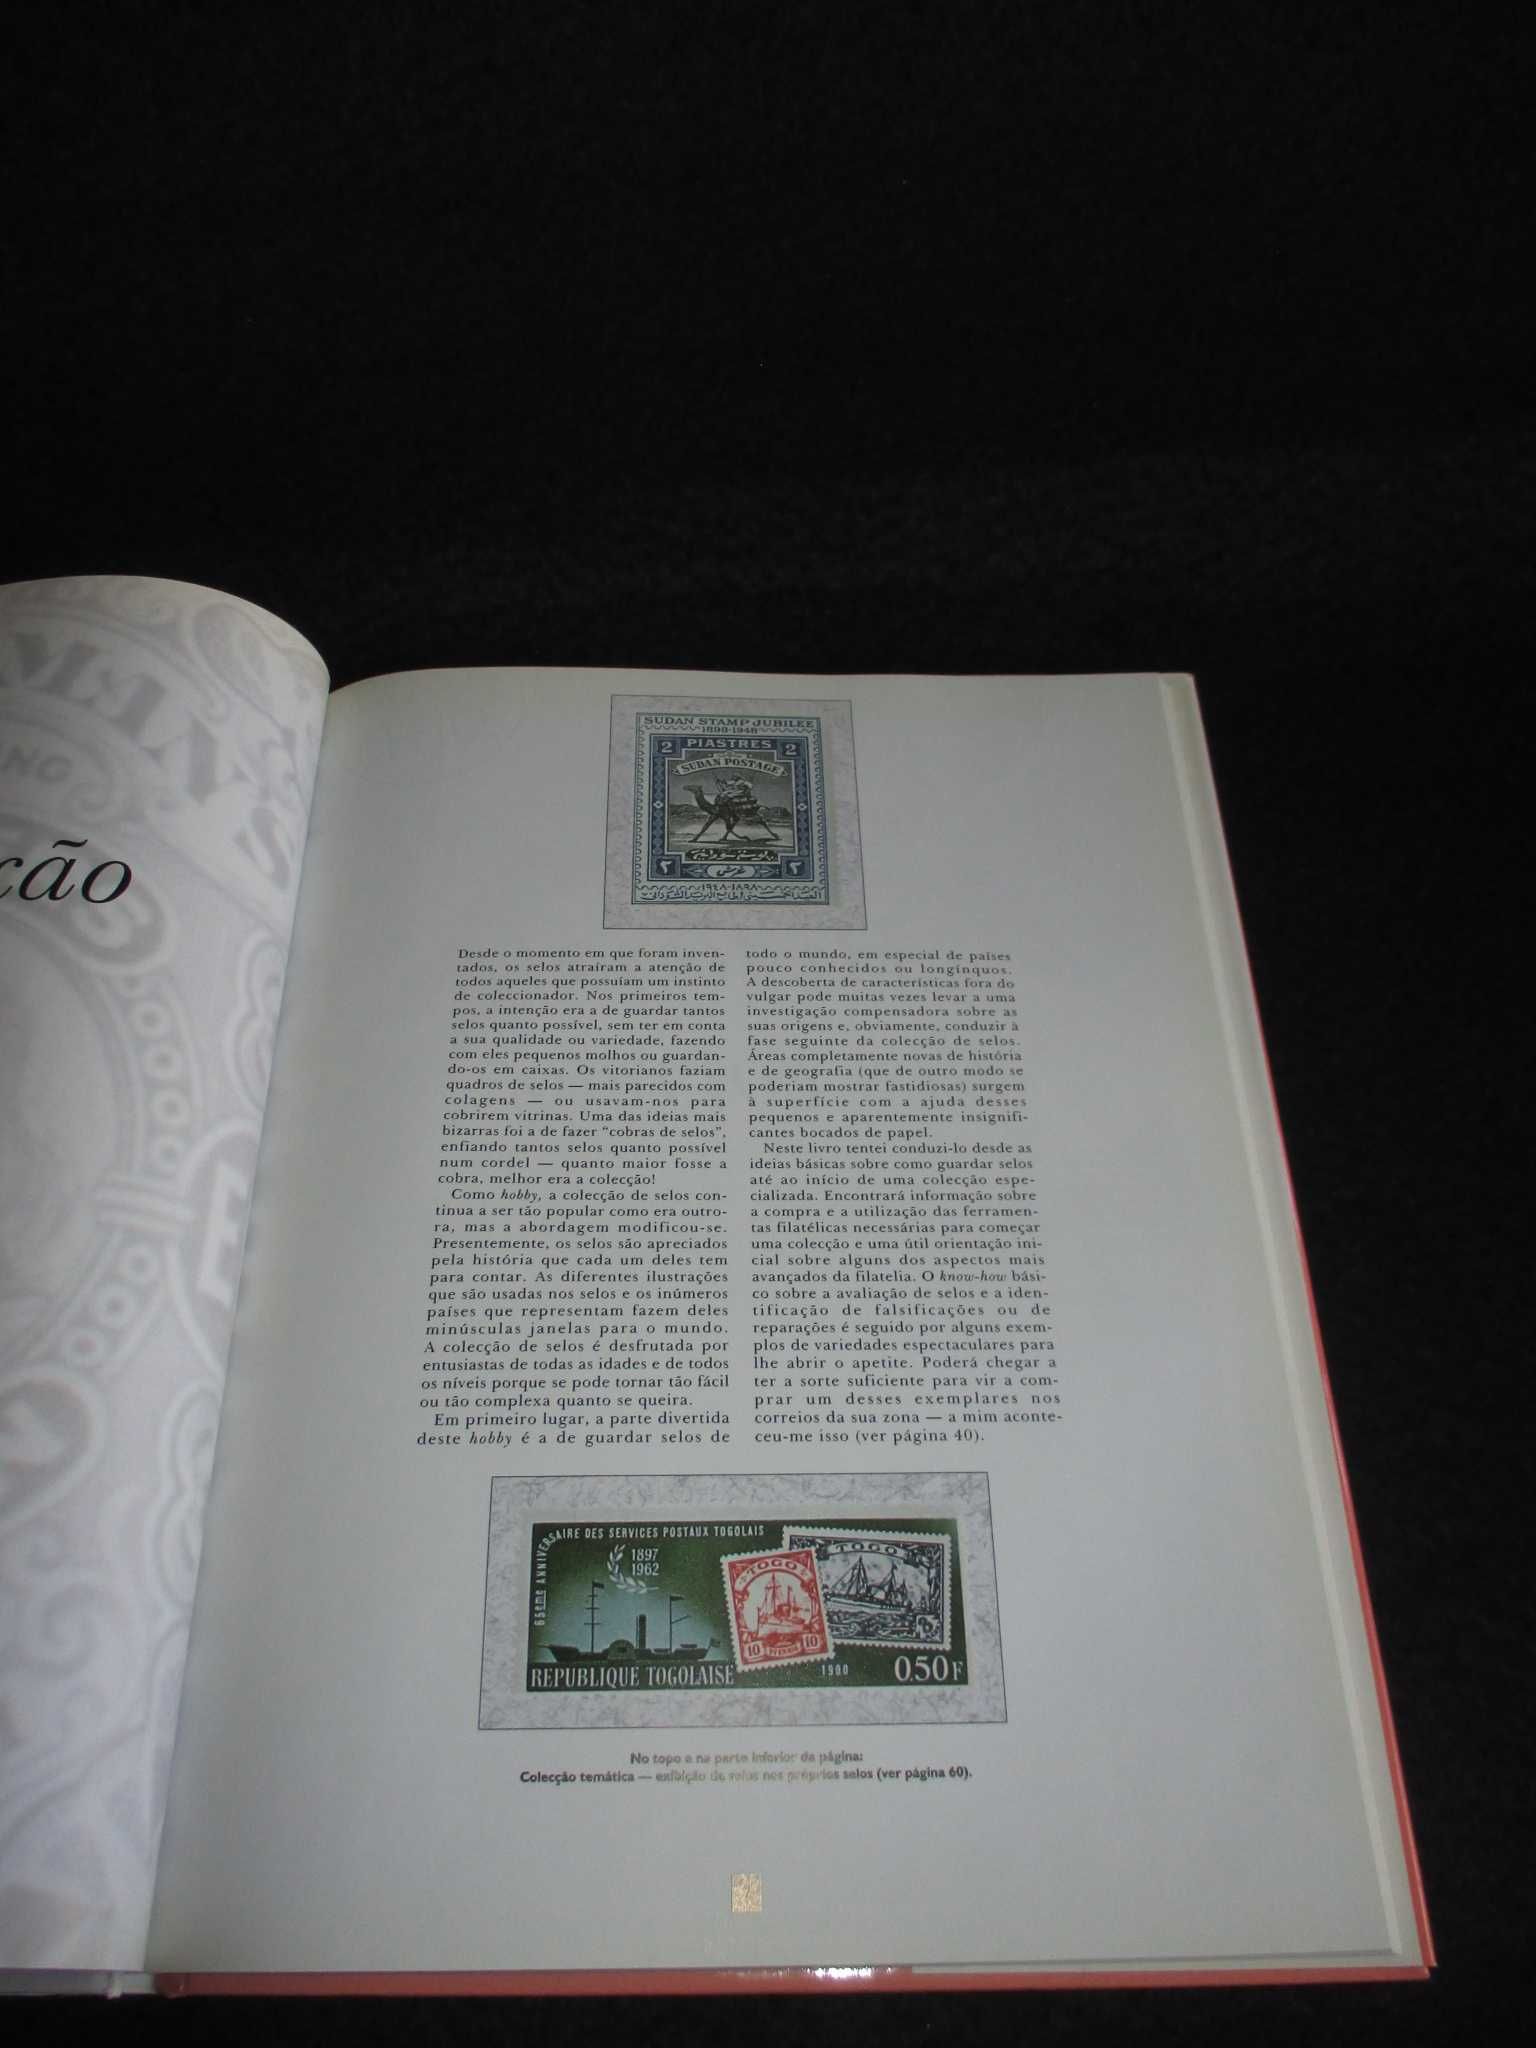 ção
SUDAN STAMP JUBILEE
1898-1948
2 PIASTRES 2
SUDAN POSTAGE
٢ غرش ٢
١٩٤٨-١٨٩٨
Desde o momento em que foram inven-
tados, os selos atraíram a atenção de
todos aqueles que possuíam um instinto
de coleccionador. Nos primeiros tem-
pos, a intenção era a de guardar tantos
selos quanto possível, sem ter em conta
a sua qualidade ou variedade, fazendo
com eles pequenos molhos ou guardan-
do-os em caixas. Os vitorianos faziam
quadros de selos — mais parecidos com
colagens — ou usavam-nos para
cobrirem vitrinas. Uma das ideias mais
bizarras foi a de fazer “cobras de selos”,
enfiando tantos selos quanto possível
num cordel — quanto maior fosse a
cobra, melhor era a colecção!
Como hobby, a colecção de selos con-
tinua a ser tão popular como era outro-
ra, mas a abordagem modificou-se.
Presentemente, os selos são apreciados
pela história que cada um deles tem
para contar. As diferentes ilustrações
que são usadas nos selos e os inúmeros
países que representam fazem deles
minúsculas janelas para o mundo.
A colecção de selos é desfrutada por
entusiastas de todas as idades e de todos
os níveis porque se pode tornar tão fácil
ou tão complexa quanto se queira.
Em primeiro lugar, a parte divertida
deste hobby é a de guardar selos de
todo o mundo, em especial de países
pouco conhecidos ou longínquos.
A descoberta de características fora do
vulgar pode muitas vezes levar a uma
investigação compensadora sobre as
suas origens e, obviamente, conduzir à
fase seguinte da colecção de selos.
Áreas completamente novas de história
e de geografia (que de outro modo se
poderiam mostrar fastidiosas) surgem
à superfície com a ajuda desses
pequenos e aparentemente insignifi-
cantes bocados de papel.
Neste livro tentei conduzi-lo desde as
ideias básicas sobre como guardar selos
até ao início de uma colecção espe-
cializada. Encontrará informação sobre
a compra e a utilização das ferramen-
tas filatélicas necessárias para começar
uma colecção e uma útil orientação ini-
cial sobre alguns dos aspectos mais
avançados da filatelia. O know-how bási-
co sobre a avaliação de selos e a iden-
tificação de falsificações ou de
reparações é seguido por alguns exem-
plos de variedades espectaculares para
lhe abrir o apetite. Poderá chegar a
ter a sorte suficiente para vir a com-
prar um desses exemplares nos
correios da sua zona — a mim aconte-
ceu-me isso (ver página 40).
65eme ANNIVERSAIRE DES SERVICES POSTAUX TOGOLAIS
1897
1962
TOGO
10 PFENNIG 10
TOGO
REPUBLIQUE TOGOLAISE
1900
0.50F
No topo e na parte inferior da página:
Colecção temática — exibição de selos nos próprios selos (ver página 60).